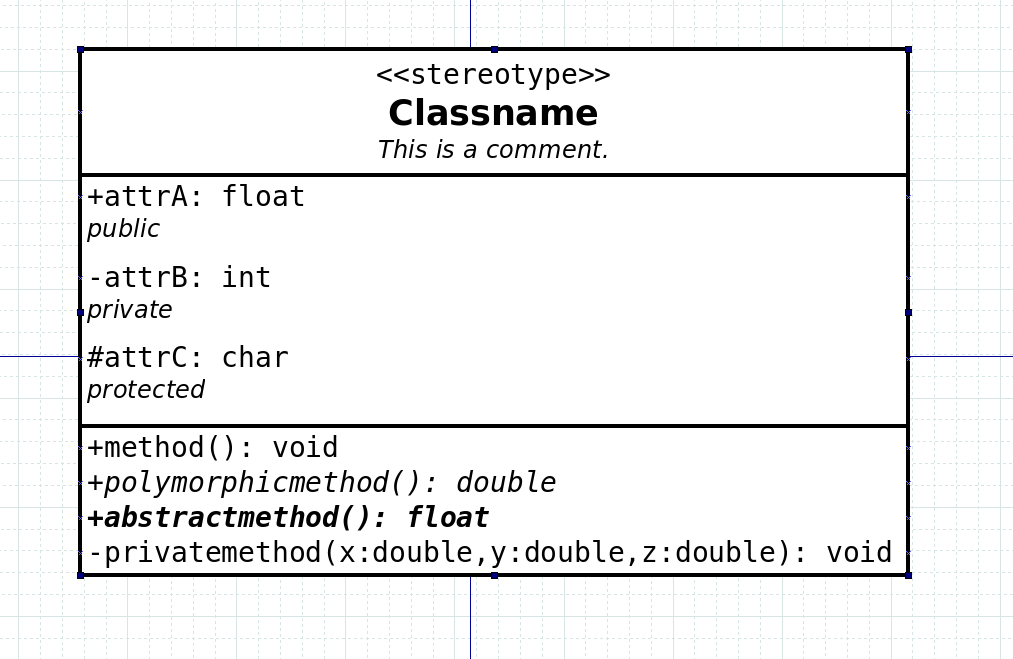 <<stereotype>>
Classname
This is a comment.
+attrA: float
public
-attrB: int
private
#attrC: char
protected
+method(): void
+polymorphicmethod(): double
+abstractmethod(): float
-privatemethod(x:double,y:double,z:double): void